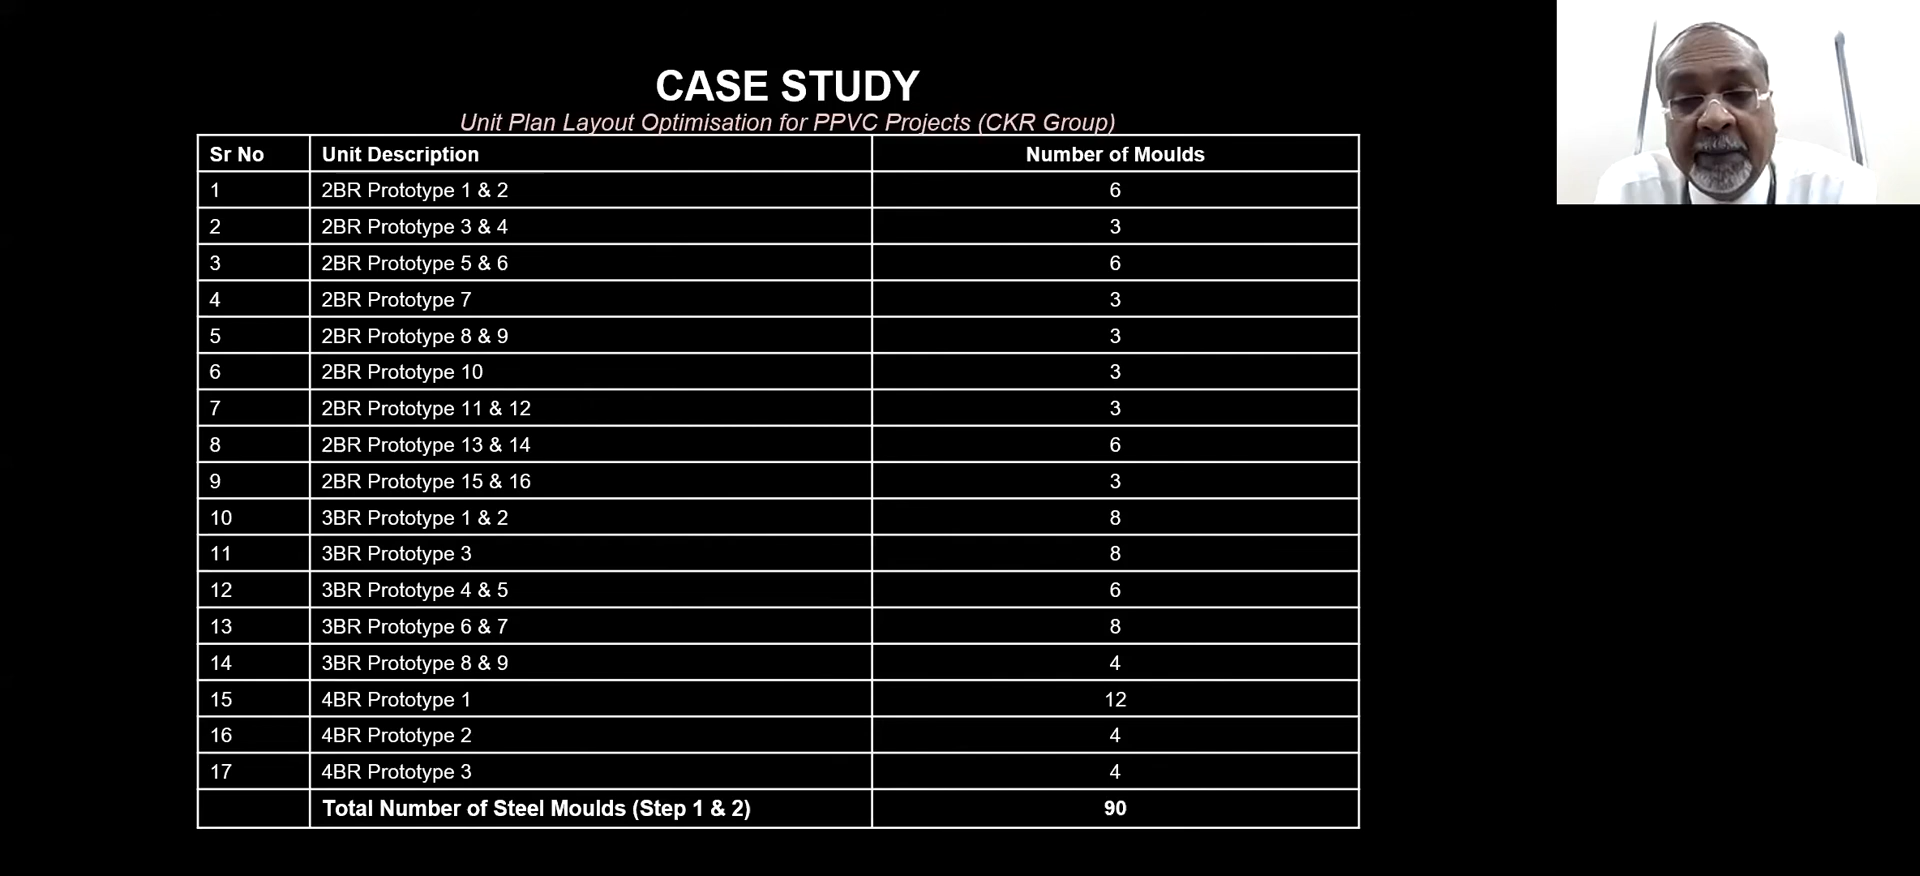 CASE STUDY
Unit Plan Layout Optimisation for PPVC Projects (CKR Group)
Sr No Unit Description Number of Moulds
1 2BR Prototype 1 & 2 6
2 2BR Prototype 3 & 4 3
3 2BR Prototype 5 & 6 6
4 2BR Prototype 7 3
5 2BR Prototype 8 & 9 3
6 2BR Prototype 10 3
7 2BR Prototype 11 & 12 3
8 2BR Prototype 13 & 14 6
9 2BR Prototype 15 & 16 3
10 3BR Prototype 1 & 2 8
11 3BR Prototype 3 8
12 3BR Prototype 4 & 5 6
13 3BR Prototype 6 & 7 8
14 3BR Prototype 8 & 9 4
15 4BR Prototype 1 12
16 4BR Prototype 2 4
17 4BR Prototype 3 4
Total Number of Steel Moulds (Step 1 & 2) 90